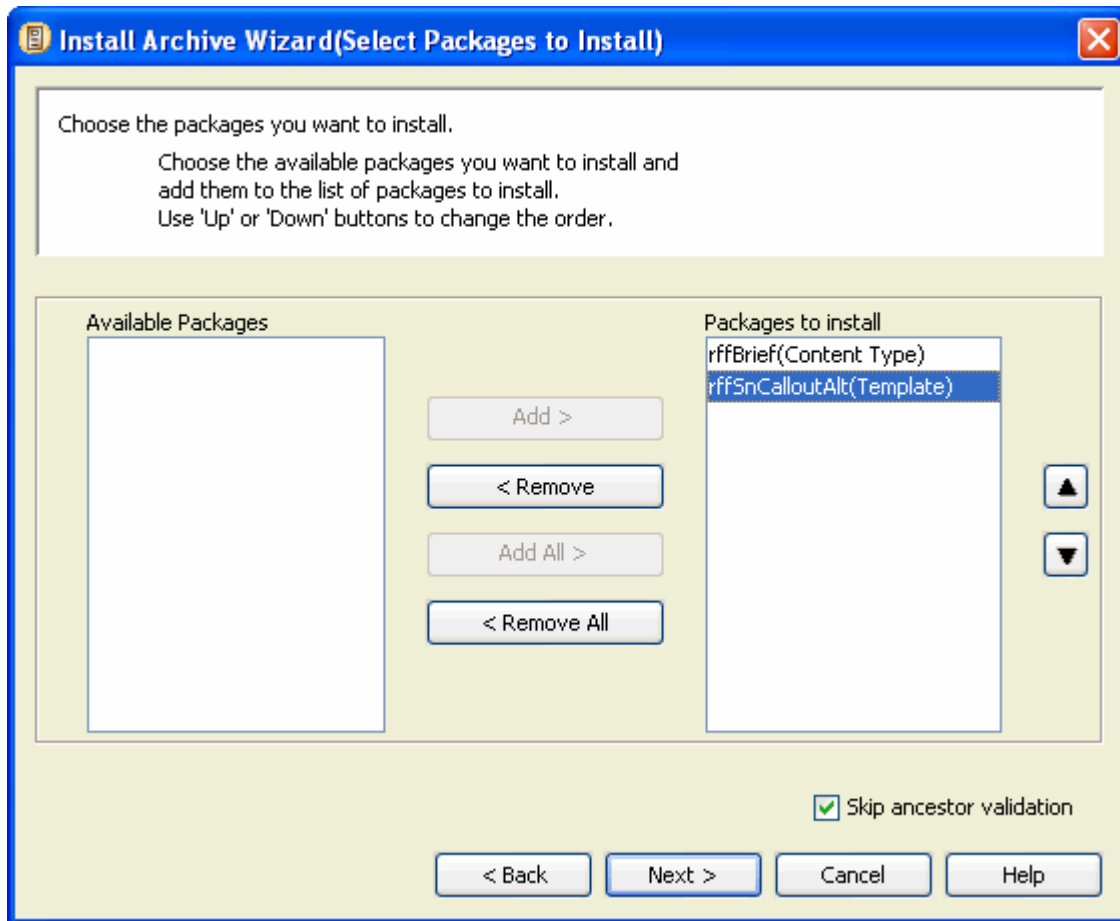 Install Archive Wizard(Select Packages to Install)
Choose the packages you want to install.
Choose the available packages you want to install and
add them to the list of packages to install.
Use 'Up' or 'Down' buttons to change the order.
Available Packages
Packages to install
rffBrief(Content Type)
rffSnCalloutAlt(Template)
Add >
< Remove
Add All >
< Remove All
Skip ancestor validation
< Back
Next >
Cancel
Help